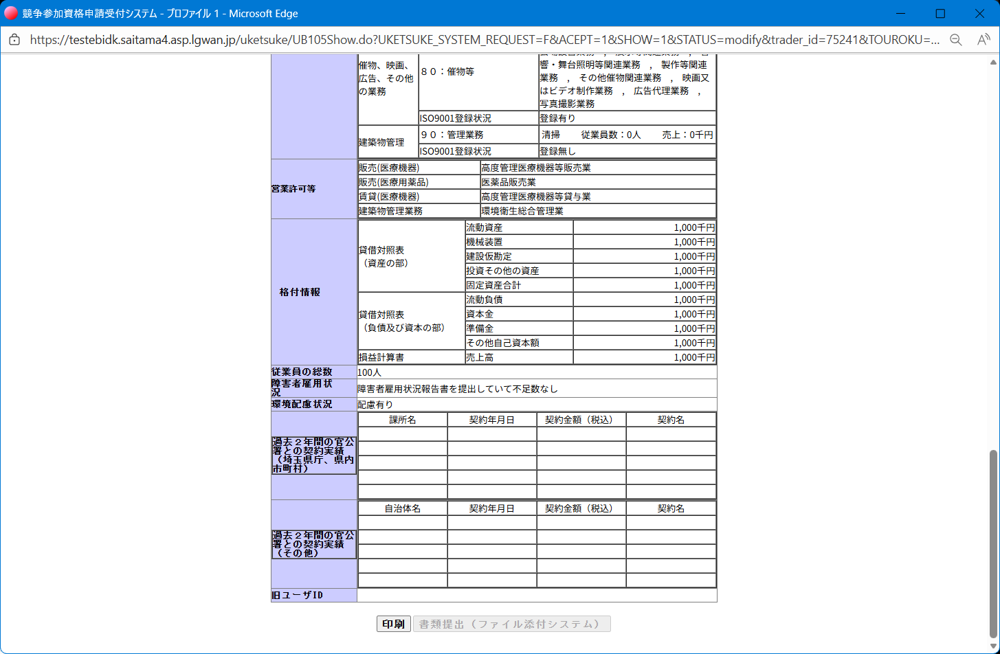 競争参加資格申請受付システム - プロファイル 1 - Microsoft Edge
https://testebidk.saitama4.asp.lgwan.jp/uketsuke/UB105Show.do?UKETSUKE_SYSTEM_REQUEST=F&ACEPT=1&SHOW=1&STATUS=modify&trader_id=75241&TOUROKU=...
催物、映画、
広告、その他
の業務
８０：催物等
響・舞台照明等関連業務　，　製作等関連
業務　，　その他催物関連業務　，　映画又
はビデオ制作業務　，　広告代理業務　，
写真撮影業務
ISO9001登録状況 登録有り
建築物管理
９０：管理業務 清掃 従業員数：0人 売上：0千円
ISO9001登録状況 登録無し
営業許可等
販売(医療機器) 高度管理医療機器等販売業
販売(医療用薬品) 医薬品販売業
賃貸(医療機器) 高度管理医療機器等貸与業
建築物管理業務 環境衛生総合管理業
格付情報
貸借対照表
（資産の部）
流動資産 1,000千円
機械装置 1,000千円
建設仮勘定 1,000千円
投資その他の資産 1,000千円
固定資産合計 1,000千円
貸借対照表
（負債及び資本の部）
流動負債 1,000千円
資本金 1,000千円
準備金 1,000千円
その他自己資本額 1,000千円
損益計算書 売上高 1,000千円
従業員の総数 100人
障害者雇用状
況
障害者雇用状況報告書を提出していて不足数なし
環境配慮状況 配慮有り
過去２年間の官公
署との契約実績
（埼玉県庁、県内
市町村）
課所名 契約年月日 契約金額（税込） 契約名
過去２年間の官公
署との契約実績
（その他）
自治体名 契約年月日 契約金額（税込） 契約名
旧ユーザID
印刷 書類提出（ファイル添付システム）